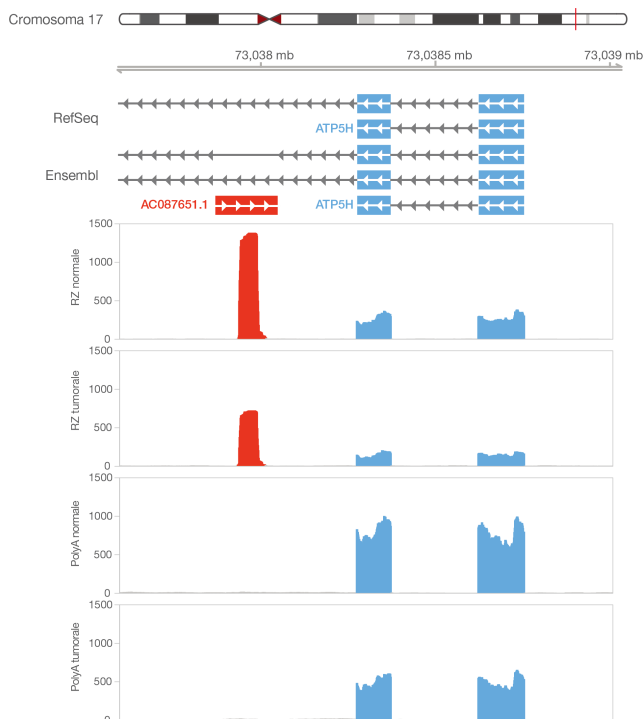 Cromosoma 17
73,038 mb 73,0385 mb 73,039 mb
RefSeq
ATP5H
Ensembl
AC087651.1 ATP5H
1500
1000
500
0
RZ normale
1500
1000
500
0
RZ tumorale
1500
1000
500
0
PolyA normale
1500
1000
500
0
PolyA tumorale